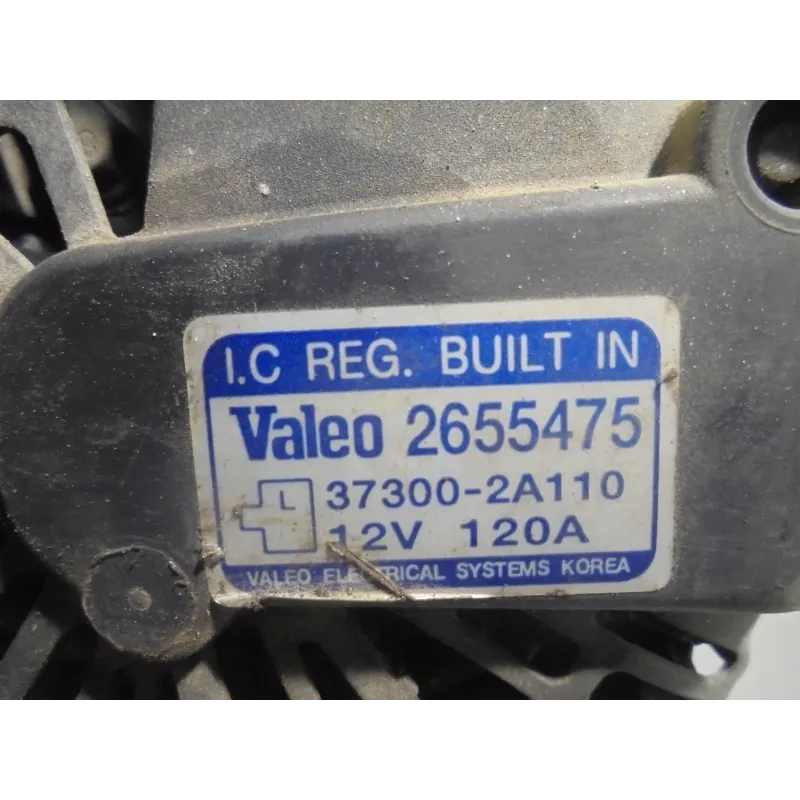 I.C REG. BUILT IN
Valeo 2655475
L 37300-2A110
12V 120A
VALEO ELECTRICAL SYSTEMS KOREA